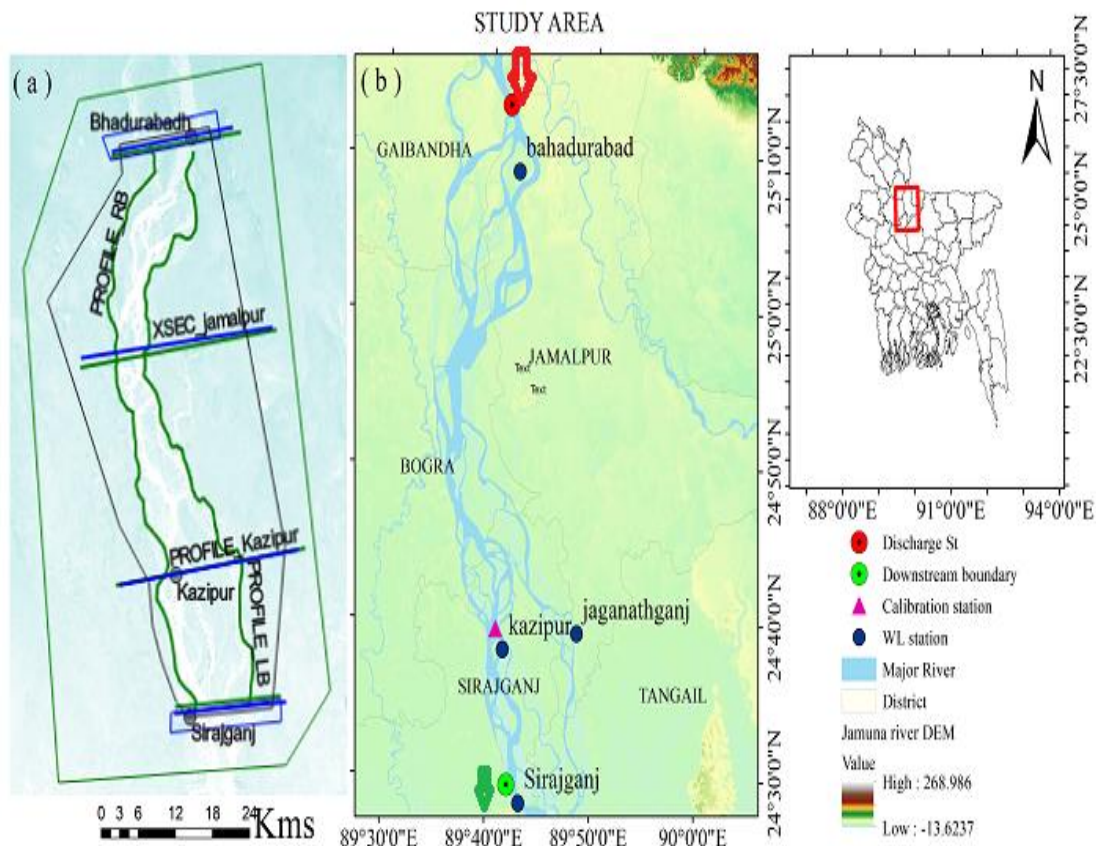 STUDY AREA
( a )
Bhadurabadh
PROFILE_RB
XSEC_jamalpur
PROFILE_Kazipur
Kazipur
PROFILE_LB
Sirajganj
0 3 6 12 18 24 Kms
( b )
GAIBANDHA
bahadurabad
JAMALPUR
Text
Text
BOGRA
kazipur
jaganathganj
SIRAJGANJ
TANGAIL
Sirajganj
89°30'0"E 89°40'0"E 89°50'0"E 90°0'0"E
25°10'0"N
25°0'0"N
24°50'0"N
24°40'0"N
24°30'0"N
N
27°30'0"N
25°0'0"N
22°30'0"N
88°0'0"E 91°0'0"E 94°0'0"E
Discharge St
Downstream boundary
Calibration station
WL station
Major River
District
Jamuna river DEM
Value
High : 268.986
Low : -13.6237